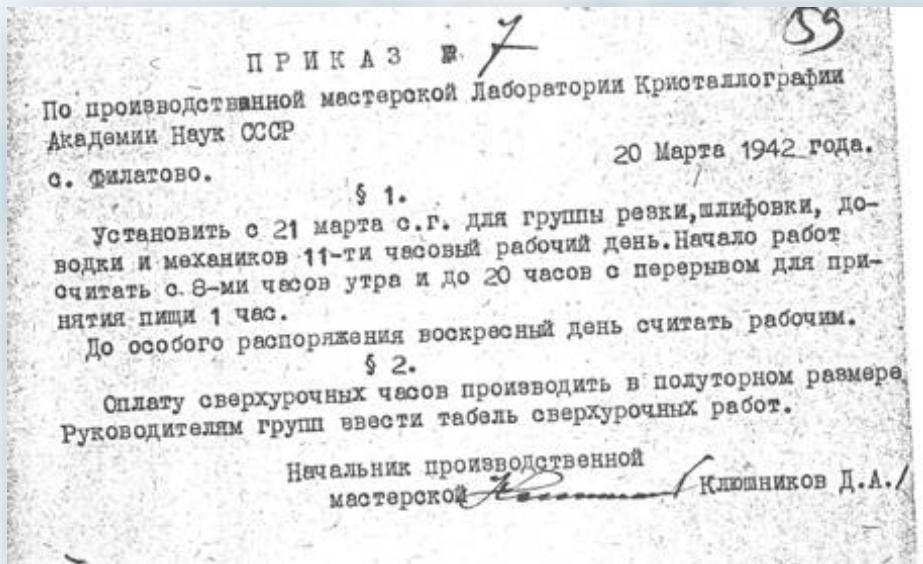 59
ПРИКАЗ № 7
По производственной мастерской Лаборатории Кристаллографии
Академии Наук СССР
20 Марта 1942 года.
с. Филатово.
§ 1.
Установить с 21 марта с.г. для группы резки,шлифовки, до-
водки и механиков 11-ти часовый рабочий день.Начало работ
считать с 8-ми часов утра и до 20 часов с перерывом для при-
нятия пищи 1 час.
До особого распоряжения воскресный день считать рабочим.
§ 2.
Оплату сверхурочных часов производить в полуторном размере
Руководителям групп ввести табель сверхурочных работ.
Начальник производственной
мастерской Клюшников Д.А./